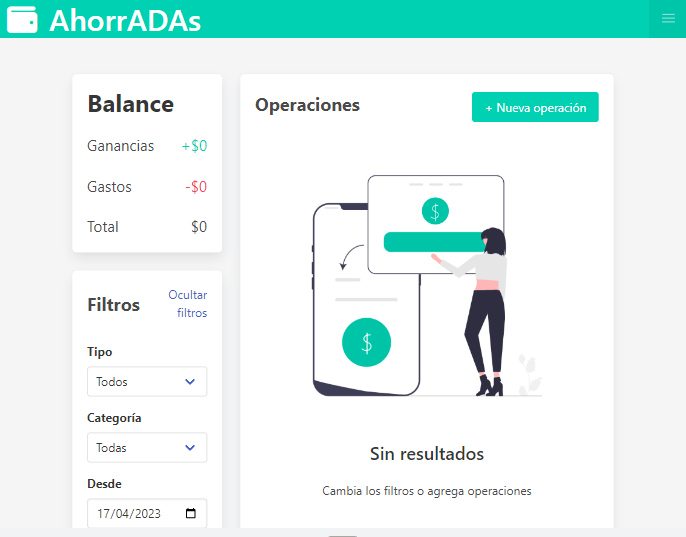 AhorrADAs
Balance
Ganancias +$0
Gastos -$0
Total $0
Filtros
Ocultar
filtros
Tipo
Todos
Categoría
Todas
Desde
17/04/2023
Operaciones
+ Nueva operación
$
$
Sin resultados
Cambia los filtros o agrega operaciones